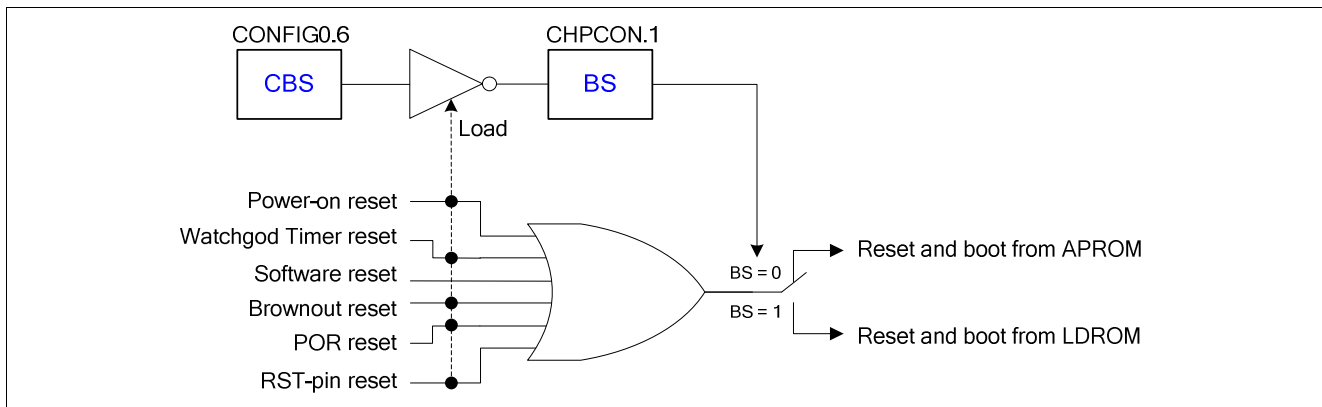 CONFIG0.6
CHPCON.1
CBS
BS
Load
Power-on reset
Watchgod Timer reset
Software reset
Brownout reset
POR reset
RST-pin reset
BS = 0
BS = 1
Reset and boot from APROM
Reset and boot from LDROM